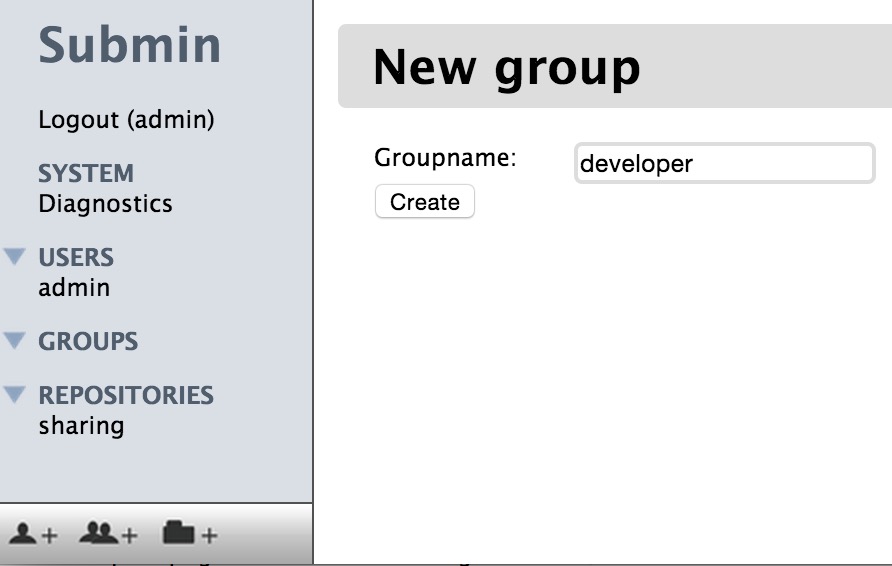 Submin
Logout (admin)
SYSTEM
Diagnostics
USERS
admin
GROUPS
REPOSITORIES
sharing
New group
Groupname:
developer
Create